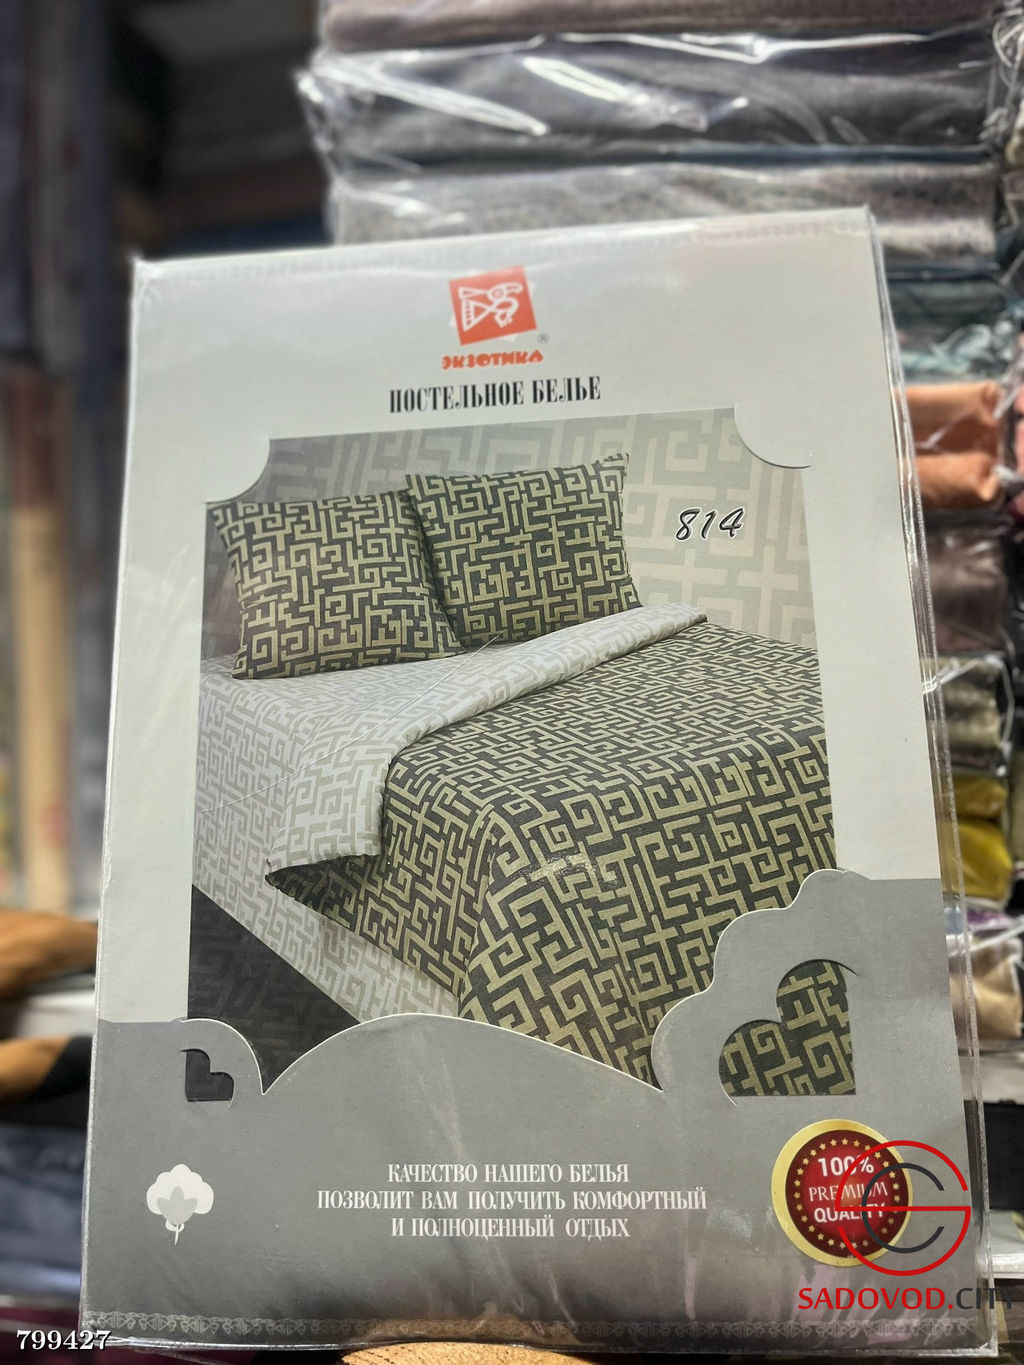 ®
ЭКЗОТИКА
ПОСТЕЛЬНОЕ БЕЛЬЕ
814
КАЧЕСТВО НАШЕГО БЕЛЬЯ
ПОЗВОЛИТ ВАМ ПОЛУЧИТЬ КОМФОРТНЫЙ
И ПОЛНОЦЕННЫЙ ОТДЫХ
100%
PREMIUM
QUALITY
SADOVOD.CITY
799427